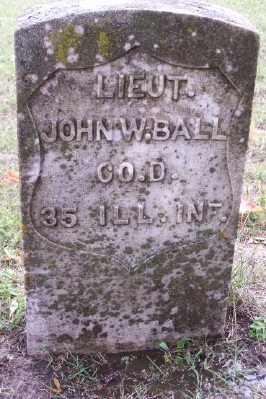 LIEUT.
JOHN W. BALL
CO. D.
35 ILL. INF.